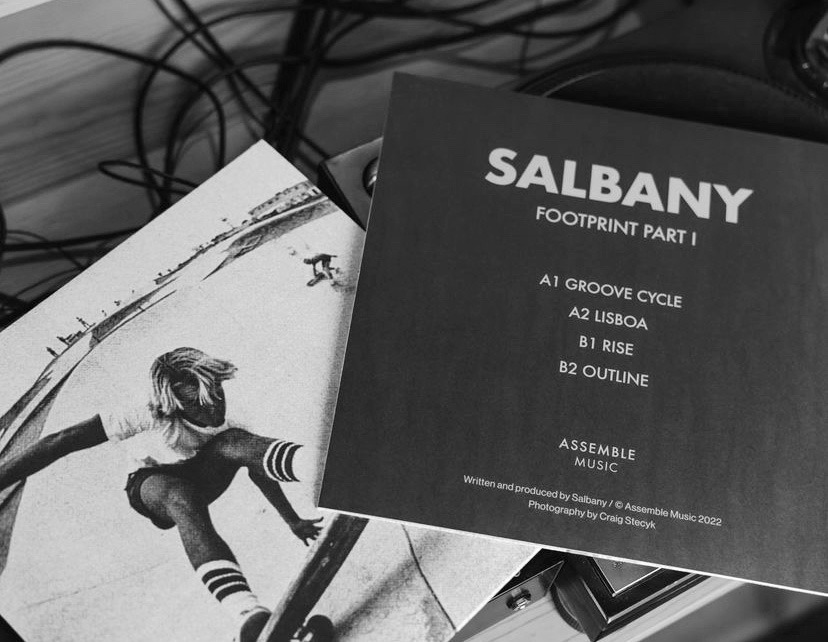 SALBANY
FOOTPRINT PART I
A1 GROOVE CYCLE
A2 LISBOA
B1 RISE
B2 OUTLINE
ASSEMBLE
MUSIC
Written and produced by Salbany / © Assemble Music 2022
Photography by Craig Stecyk